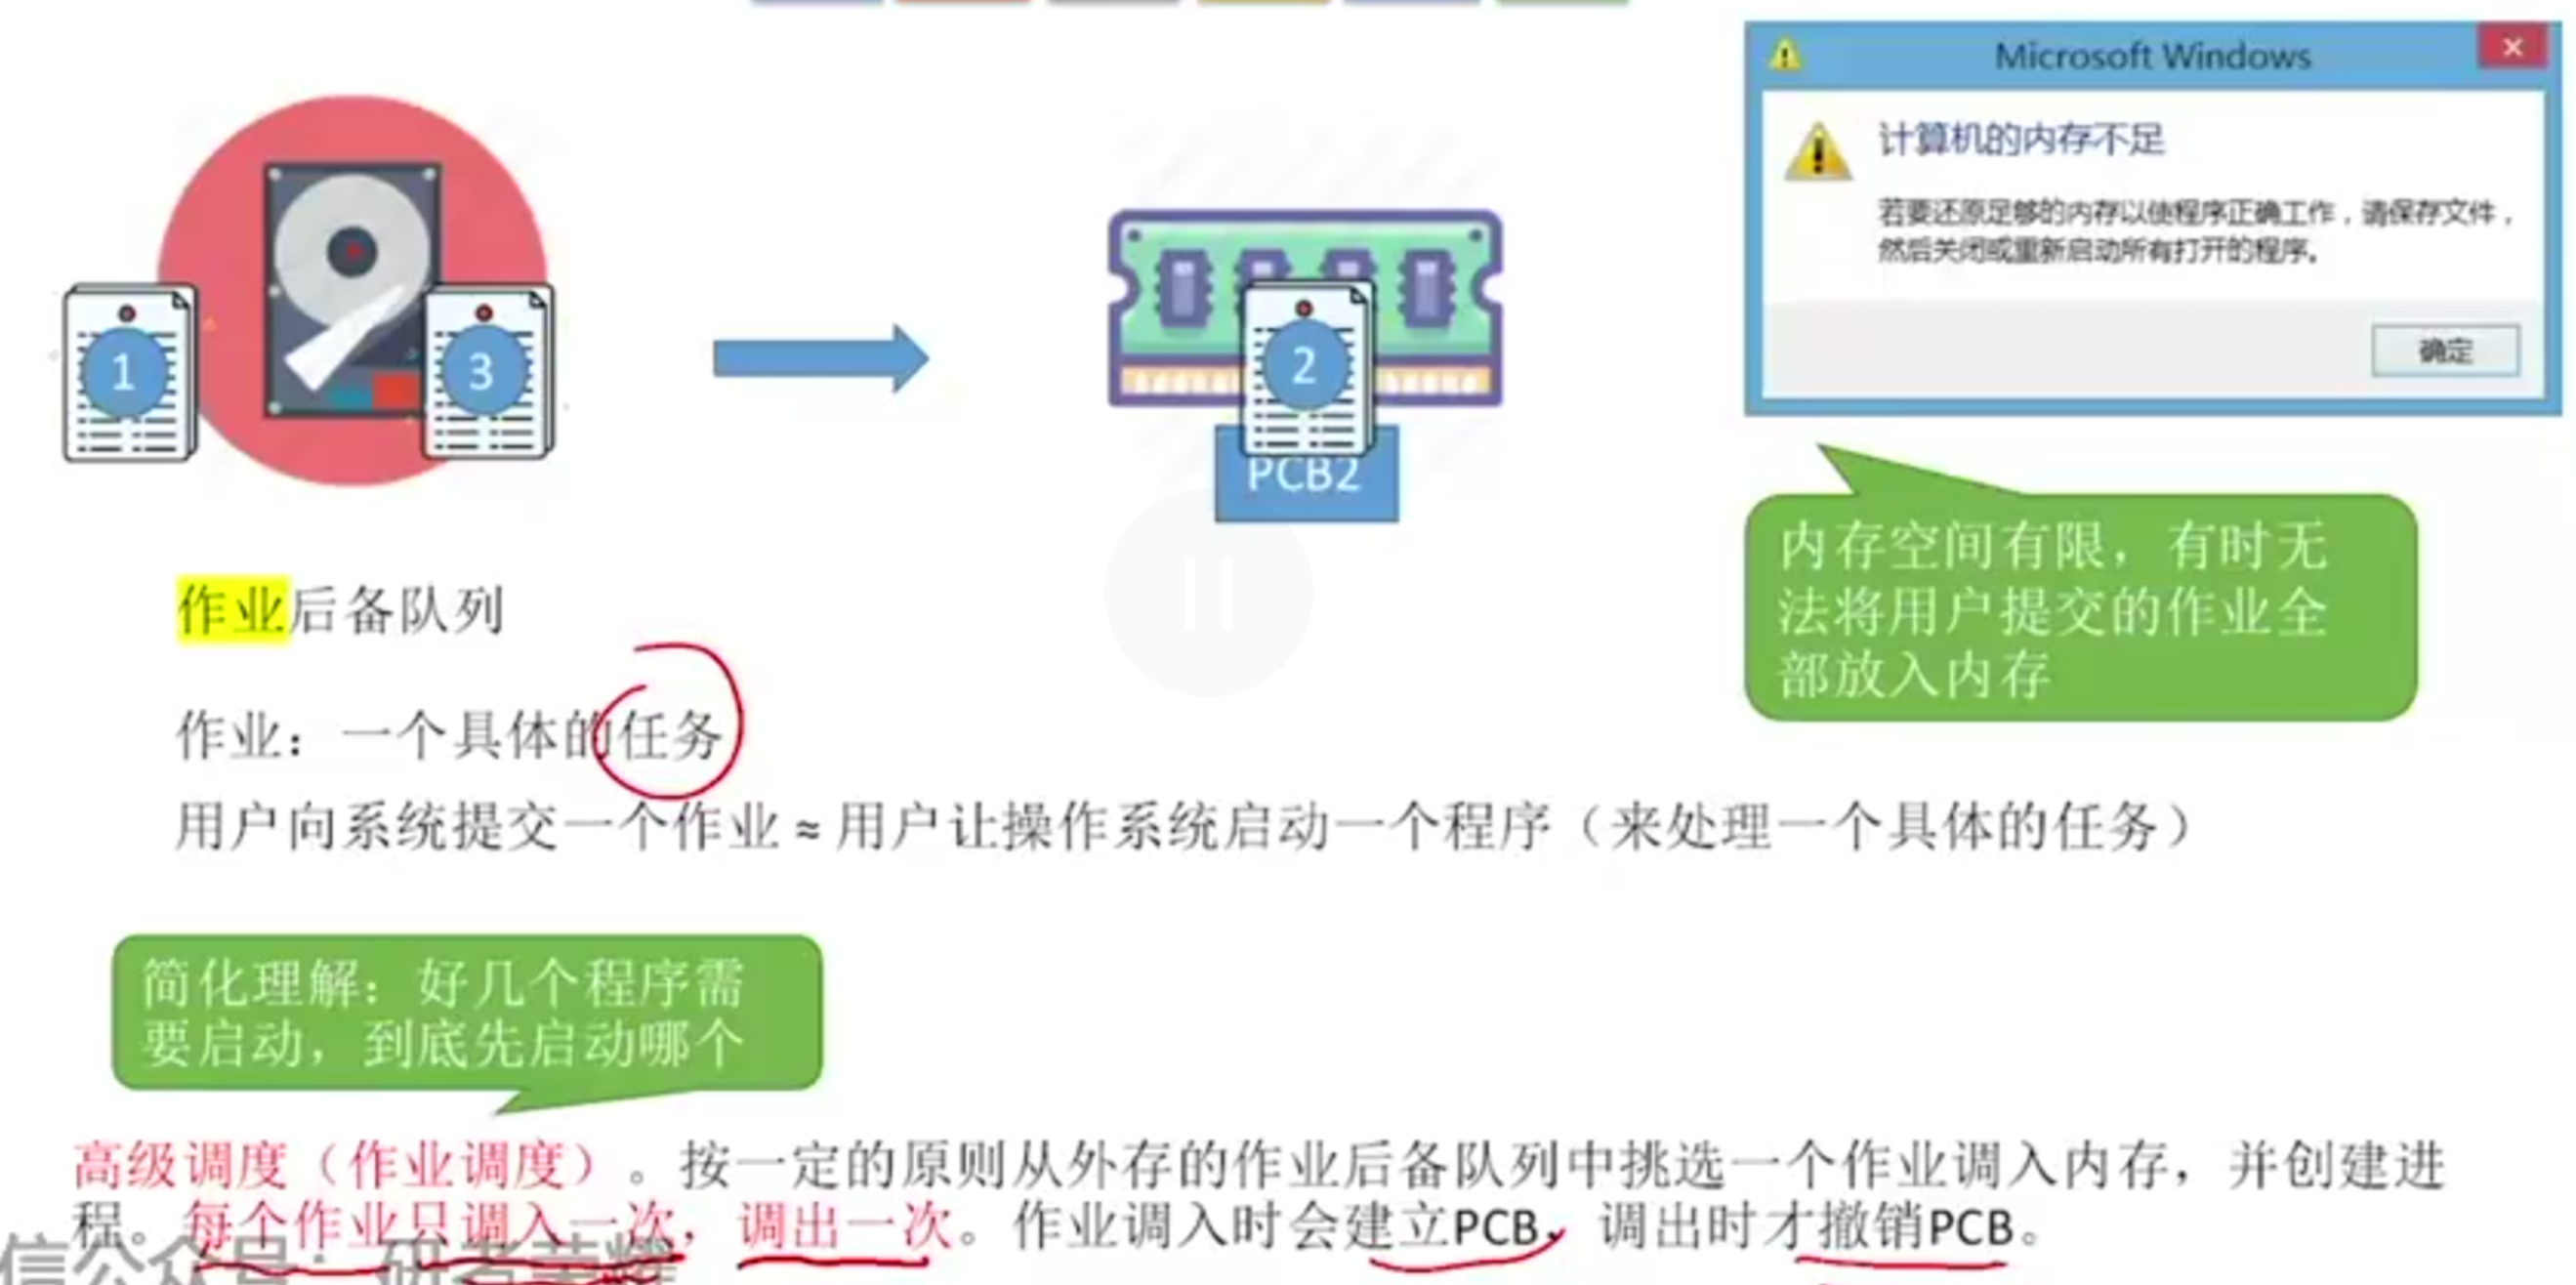 Microsoft Windows
计算机的内存不足
若要还原足够的内存以使程序正确工作，请保存文件，
然后关闭或重新启动所有打开的程序。
确定
1
3
2
PCB2
内存空间有限，有时无
法将用户提交的作业全
部放入内存
作业后备队列
作业：一个具体的任务
用户向系统提交一个作业 ≈ 用户让操作系统启动一个程序（来处理一个具体的任务）
简化理解：好几个程序需
要启动，到底先启动哪个
高级调度（作业调度）。按一定的原则从外存的作业后备队列中挑选一个作业调入内存，并创建进
程。每个作业只调入一次，调出一次。作业调入时会建立PCB，调出时才撤销PCB。
信公众号：研者荣耀